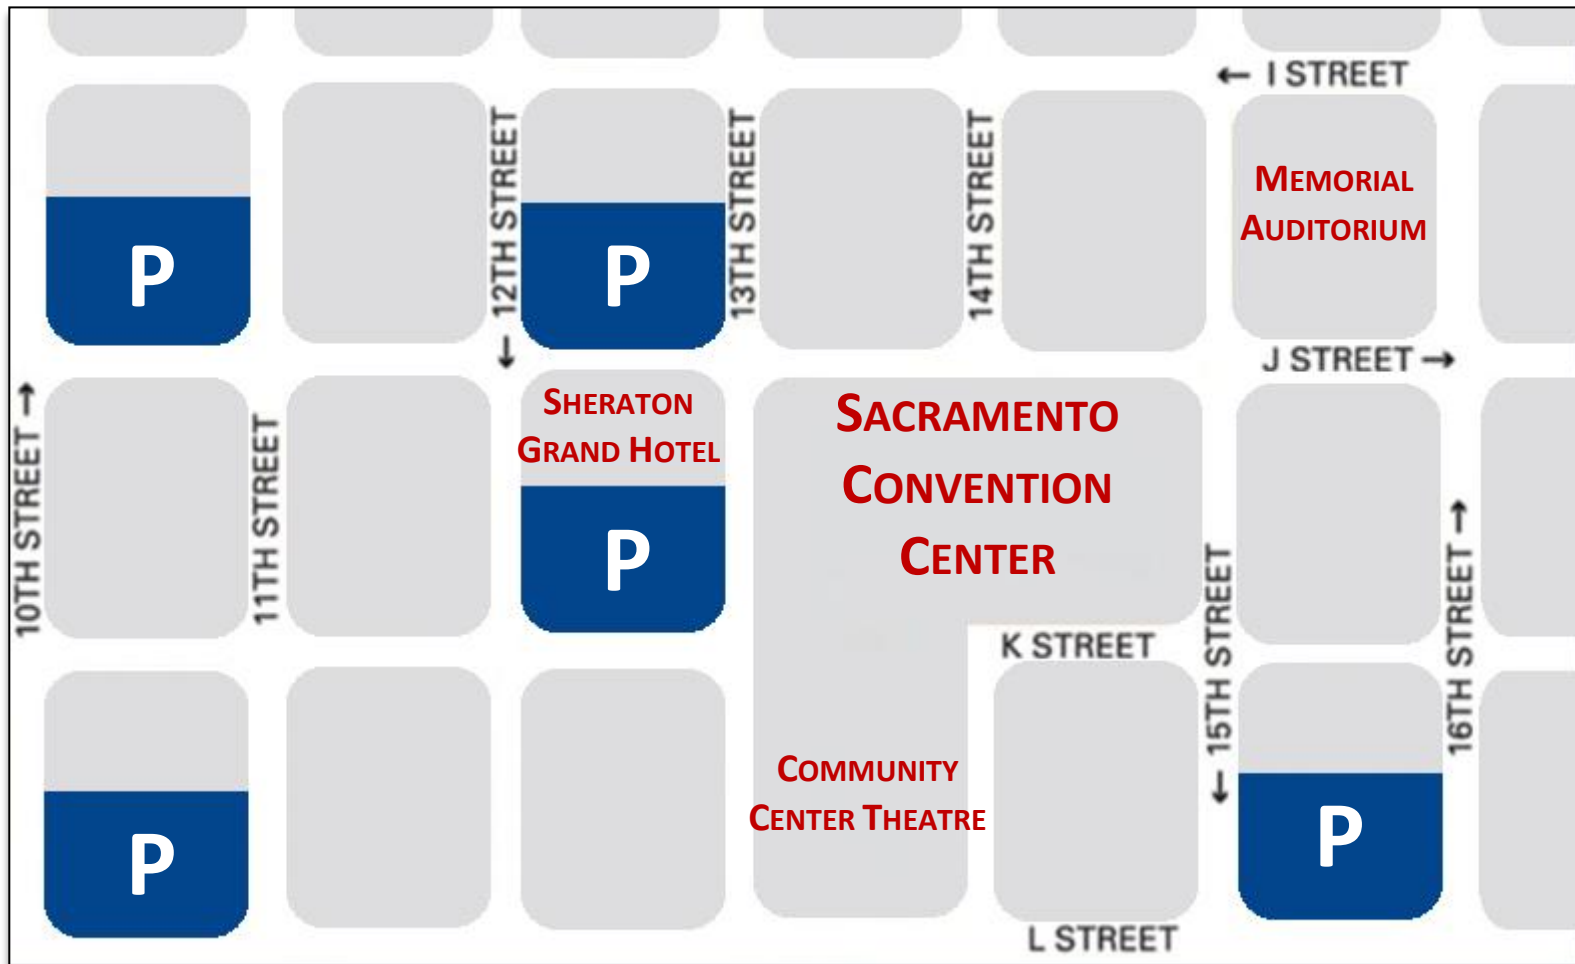 ← I STREET
MEMORIAL
AUDITORIUM
12TH STREET →
13TH STREET
14TH STREET
P
P
J STREET →
10TH STREET →
11TH STREET
SHERATON
GRAND HOTEL
P
SACRAMENTO
CONVENTION
CENTER
K STREET
← 15TH STREET
16TH STREET →
COMMUNITY
CENTER THEATRE
P
P
L STREET